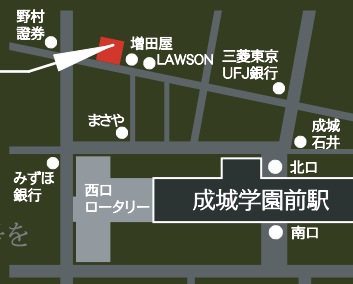 野村
證券
増田屋
LAWSON
三菱東京
UFJ銀行
まさや
成城
石井
みずほ
銀行
西口
ロータリー
北口
成城学園前駅
南口
を